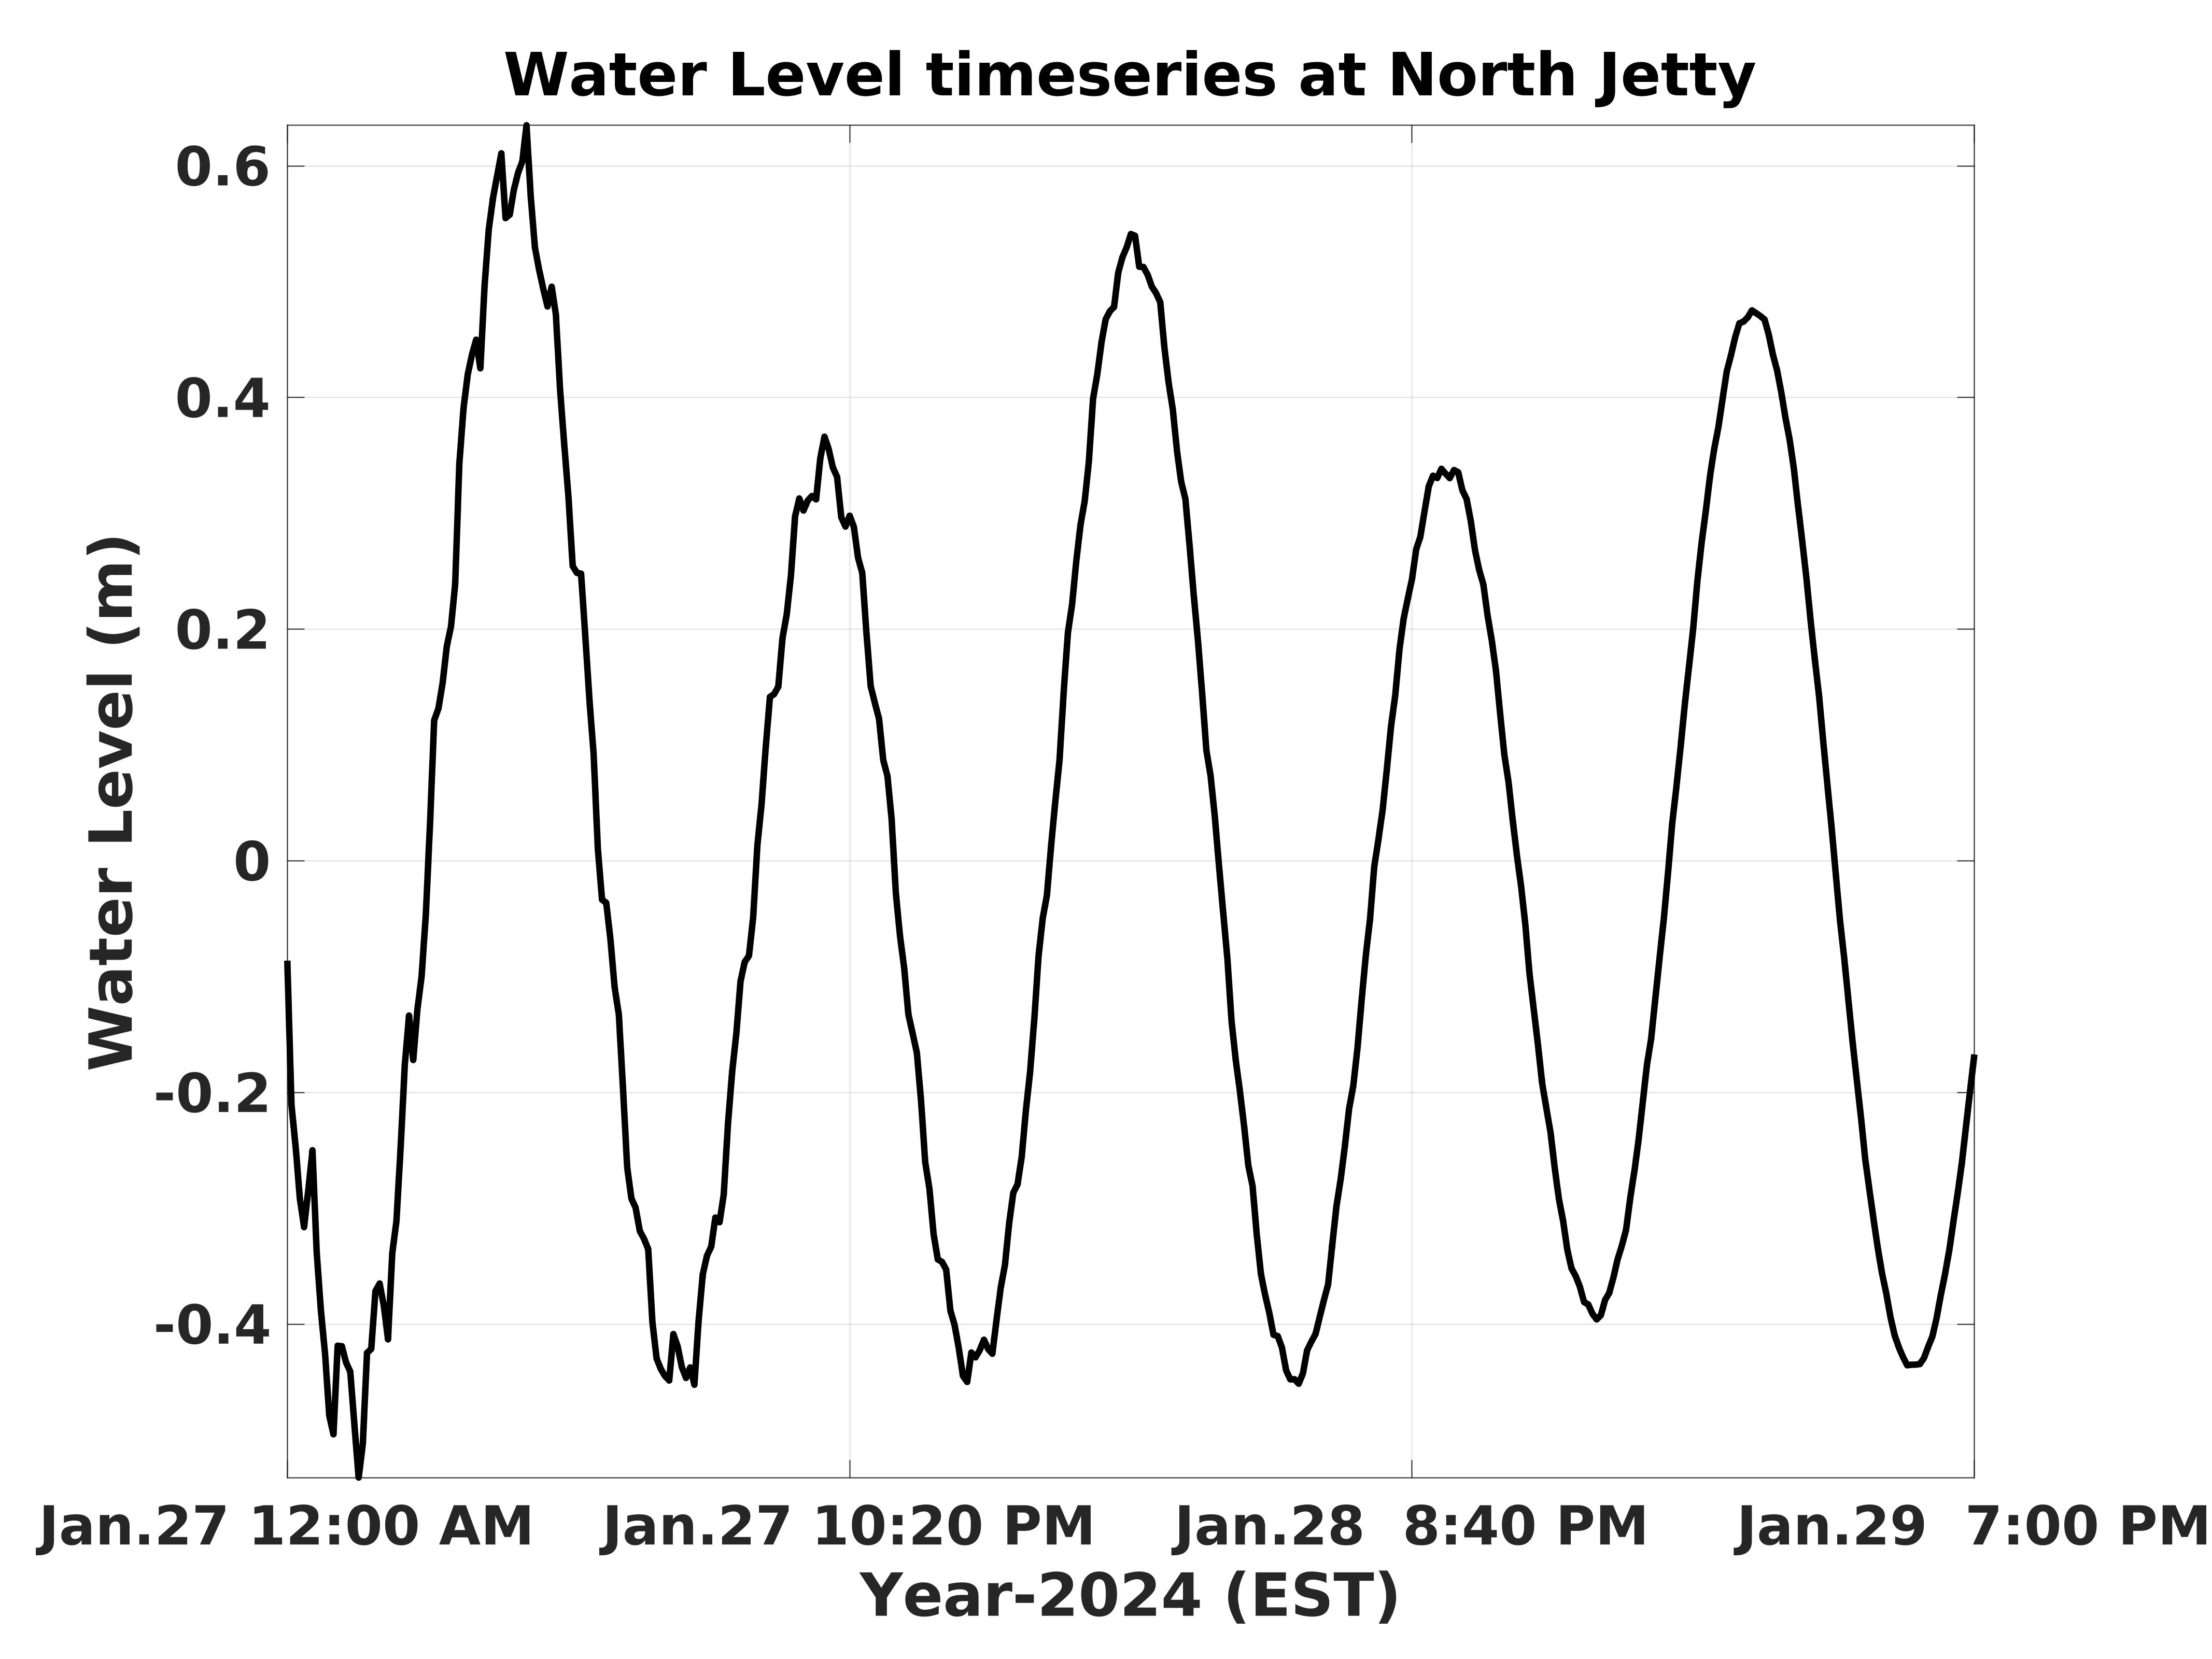 Water Level timeseries at North Jetty
0.6
0.4
0.2
0
-0.2
-0.4
Water Level (m)
Jan.27 12:00 AM Jan.27 10:20 PM Jan.28 8:40 PM Jan.29 7:00 PM
Year-2024 (EST)